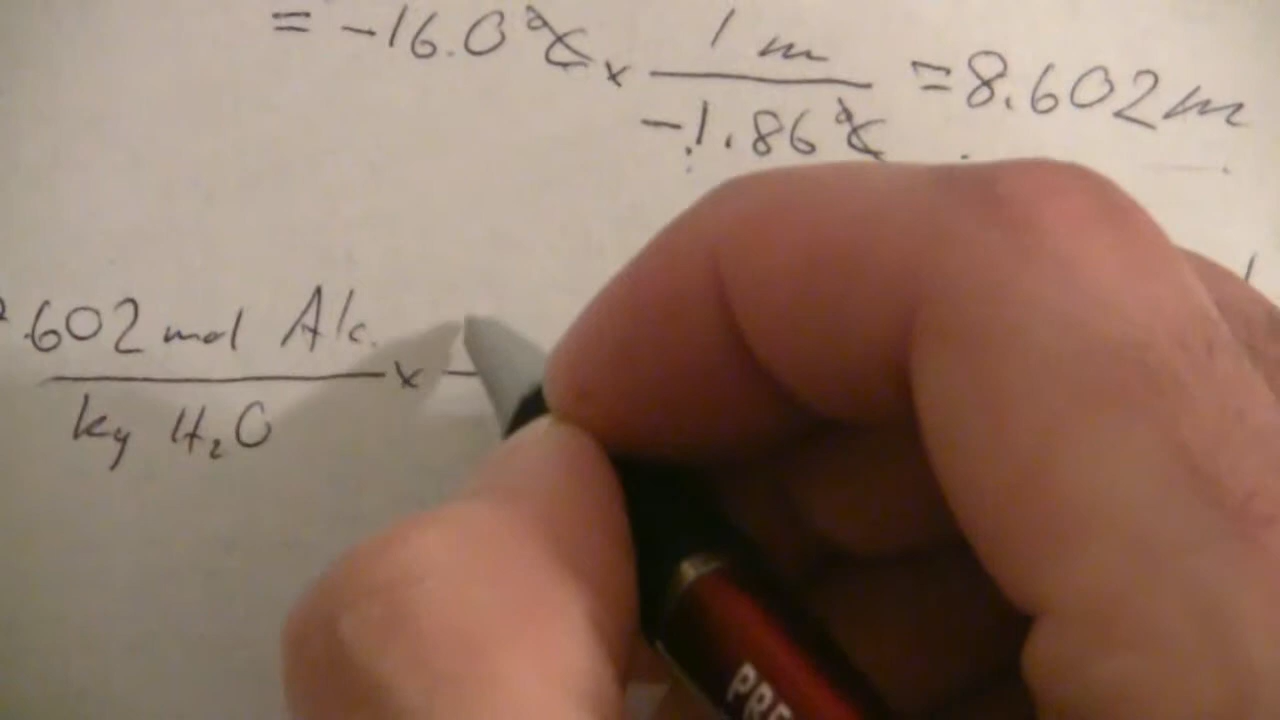 = -16.0°C x 1 m / -1.86°C = 8.602 m
.602 mol Alc. x
kg H₂O
PRE